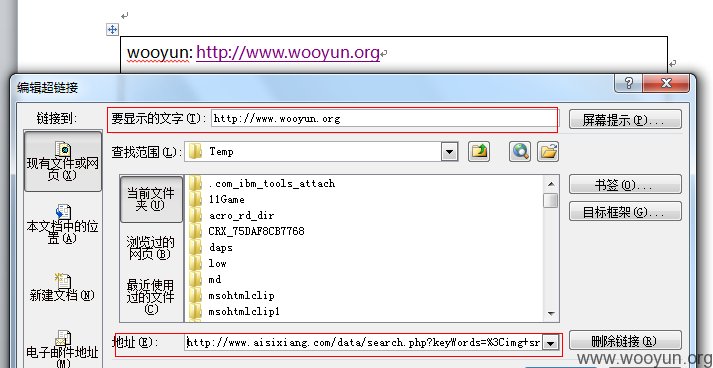 wooyun: http://www.wooyun.org
编辑超链接
链接到:
要显示的文字(T): http://www.wooyun.org
屏幕提示(P)...
现有文件或网页(X)
查找范围(L): Temp
当前文件夹(U)
.com_ibm_tools_attach
11Game
acro_rd_dir
CRX_75DAF8CB7768
daps
low
md
msohtmlclip
msohtmlclip1
书签(O)...
目标框架(G)...
本文档中的位置(A)
浏览过的网页(B)
最近使用过的文件(C)
新建文档(N)
电子邮件地址(M)
地址(E): http://www.aisixiang.com/data/search.php?keyWords=%3Cimg+sr
删除链接(R)
www.wooyun.org